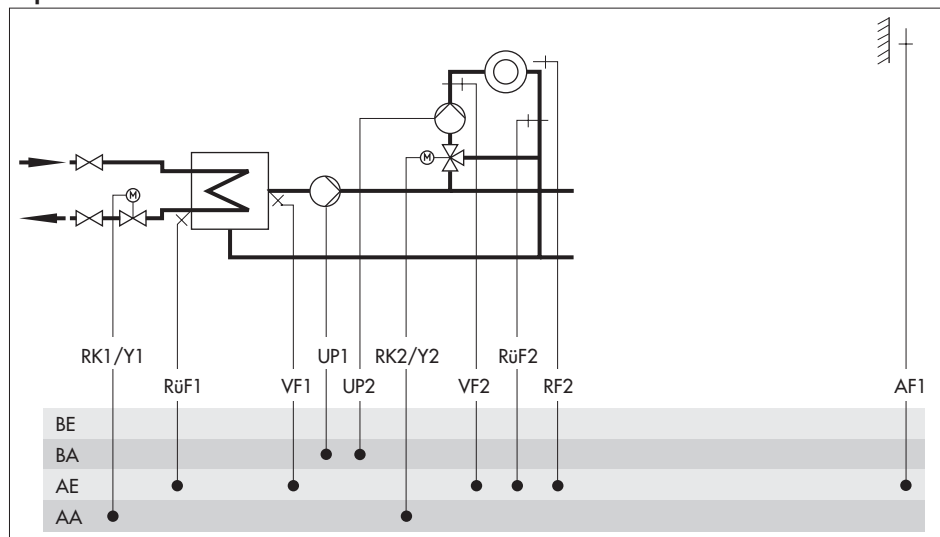 M
M
RK1/Y1 UP1 RK2/Y2 RüF2
RüF1 VF1 UP2 VF2 RF2 AF1
BE
BA
AE
AA